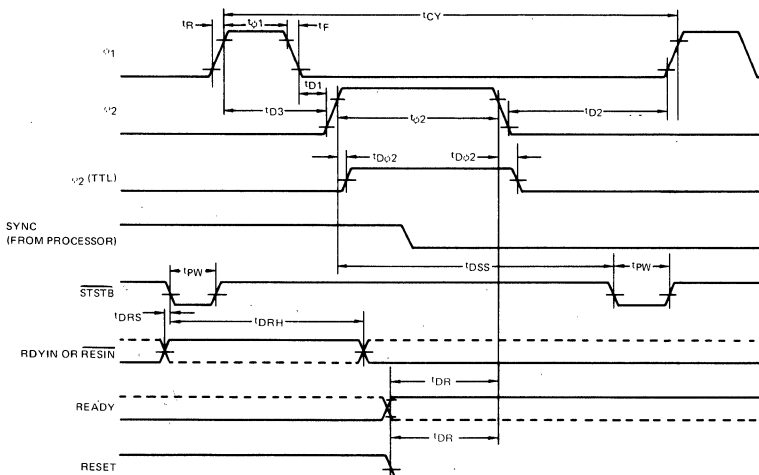 tCY
tR
tφ1
tF
φ1
tD1
φ2
tD3
tφ2
tD2
tDφ2
tDφ2
φ2 (TTL)
SYNC
(FROM PROCESSOR)
tDSS
tPW
tPW
STSTB
tDRS
tDRH
RDYIN OR RESIN
tDR
READY
tDR
RESET